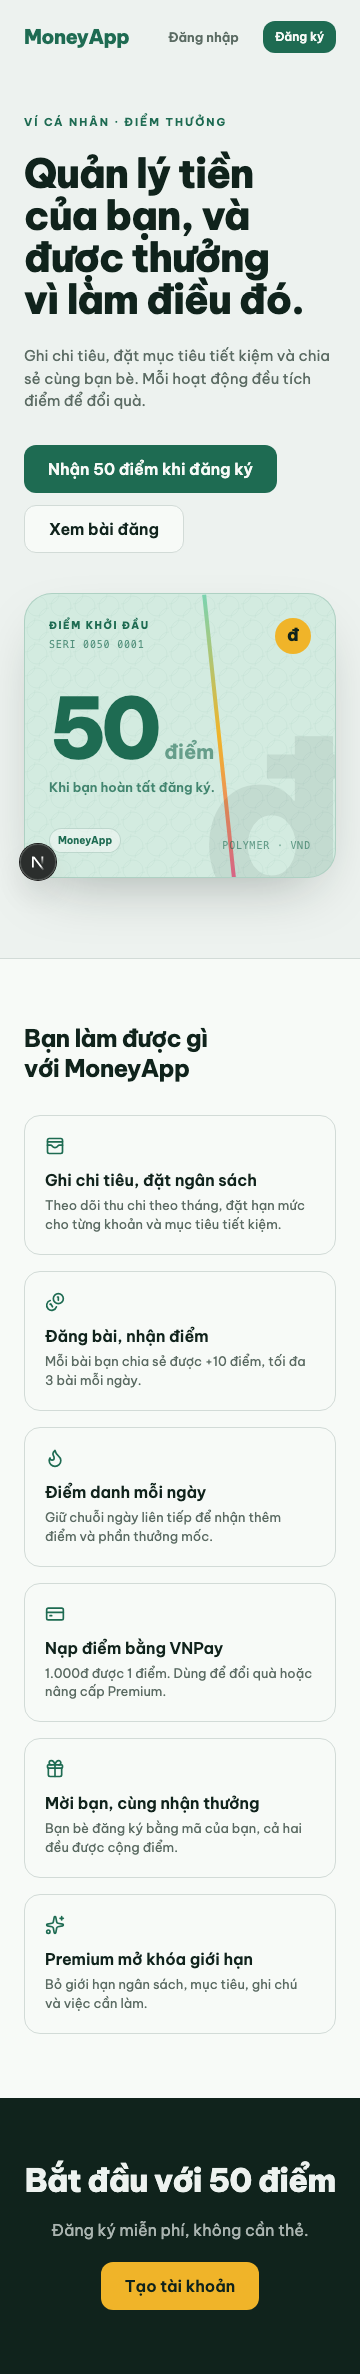 MoneyApp
Đăng nhập
Đăng ký
VÍ CÁ NHÂN · ĐIỂM THƯỞNG
Quản lý tiền
của bạn, và
được thưởng
vì làm điều đó.
Ghi chi tiêu, đặt mục tiêu tiết kiệm và chia
sẻ cùng bạn bè. Mỗi hoạt động đều tích
điểm để đổi quà.
Nhận 50 điểm khi đăng ký
Xem bài đăng
ĐIỂM KHỞI ĐẦU
SERI 0050 0001
đ
50 điểm
Khi bạn hoàn tất đăng ký.
đ
MoneyApp
POLYMER · VND
N
Bạn làm được gì
với MoneyApp
Ghi chi tiêu, đặt ngân sách
Theo dõi thu chi theo tháng, đặt hạn mức
cho từng khoản và mục tiêu tiết kiệm.
Đăng bài, nhận điểm
Mỗi bài bạn chia sẻ được +10 điểm, tối đa
3 bài mỗi ngày.
Điểm danh mỗi ngày
Giữ chuỗi ngày liên tiếp để nhận thêm
điểm và phần thưởng mốc.
Nạp điểm bằng VNPay
1.000đ được 1 điểm. Dùng để đổi quà hoặc
nâng cấp Premium.
Mời bạn, cùng nhận thưởng
Bạn bè đăng ký bằng mã của bạn, cả hai
đều được cộng điểm.
Premium mở khóa giới hạn
Bỏ giới hạn ngân sách, mục tiêu, ghi chú
và việc cần làm.
Bắt đầu với 50 điểm
Đăng ký miễn phí, không cần thẻ.
Tạo tài khoản